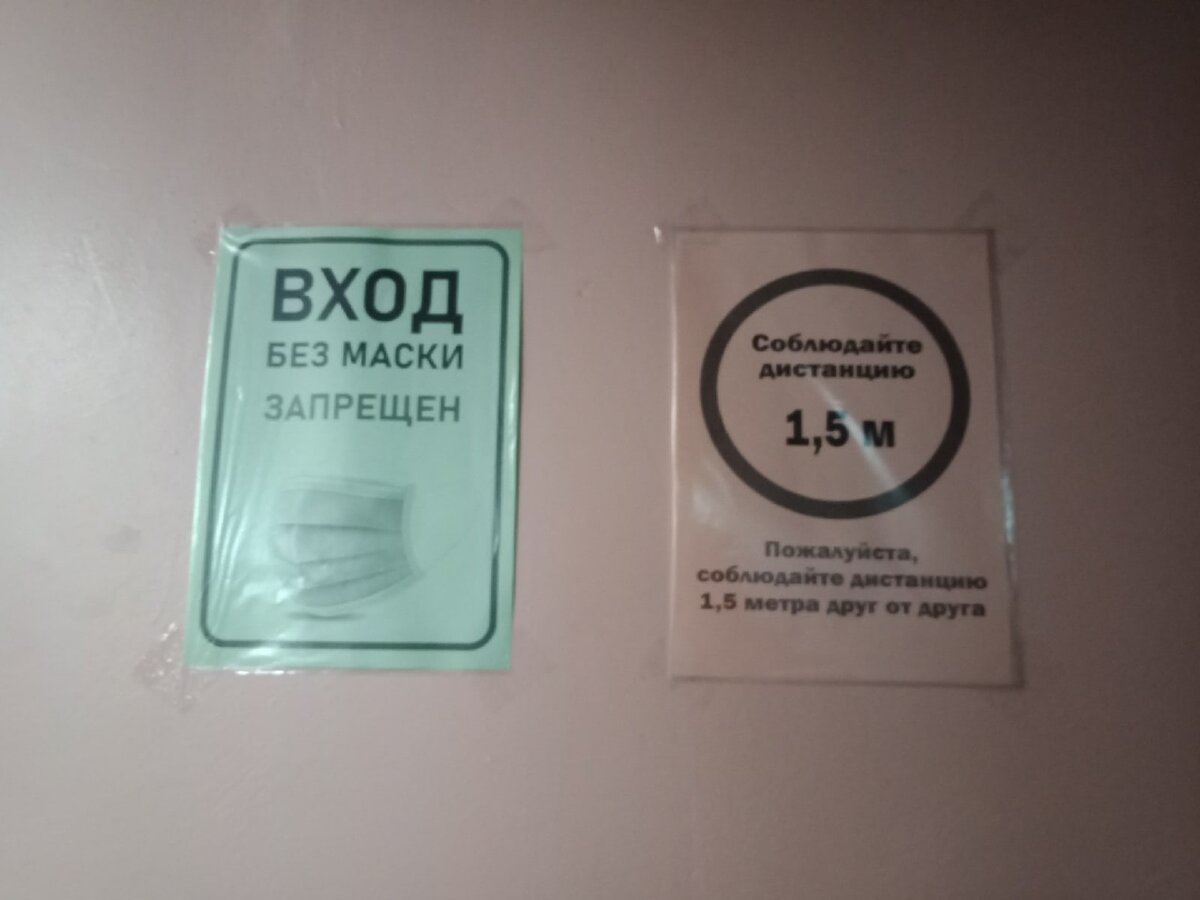 ВХОД
БЕЗ МАСКИ
ЗАПРЕЩЕН
Соблюдайте
дистанцию
1,5 м
Пожалуйста,
соблюдайте дистанцию
1,5 метра друг от друга